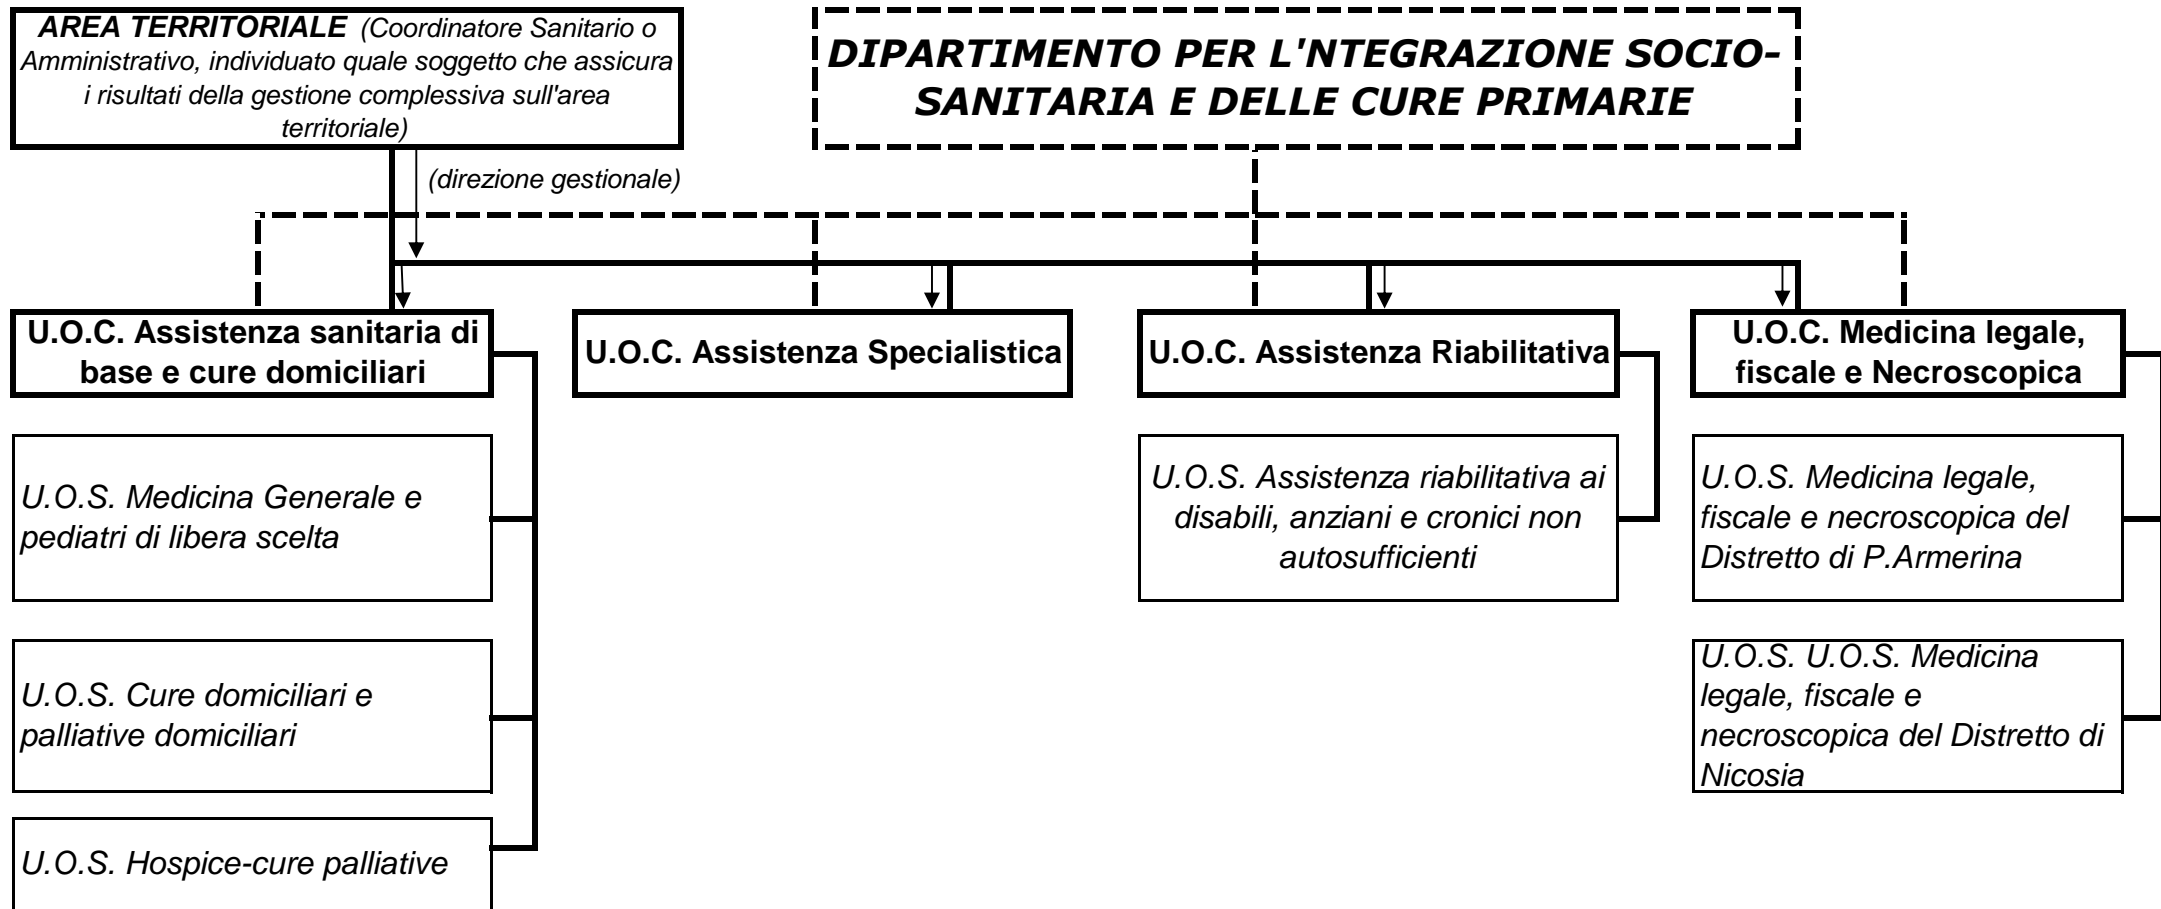 AREA TERRITORIALE (Coordinatore Sanitario o
Amministrativo, individuato quale soggetto che assicura
i risultati della gestione complessiva sull'area
territoriale)
DIPARTIMENTO PER L'NTEGRAZIONE SOCIO-
SANITARIA E DELLE CURE PRIMARIE
(direzione gestionale)
U.O.C. Assistenza sanitaria di
base e cure domiciliari
U.O.C. Assistenza Specialistica
U.O.C. Assistenza Riabilitativa
U.O.C. Medicina legale,
fiscale e Necroscopica
U.O.S. Medicina Generale e
pediatri di libera scelta
U.O.S. Assistenza riabilitativa ai
disabili, anziani e cronici non
autosufficienti
U.O.S. Medicina legale,
fiscale e necroscopica del
Distretto di P.Armerina
U.O.S. Cure domiciliari e
palliative domiciliari
U.O.S. U.O.S. Medicina
legale, fiscale e
necroscopica del Distretto di
Nicosia
U.O.S. Hospice-cure palliative